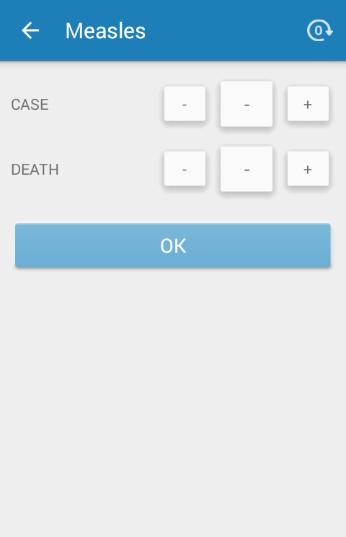 Measles 0
CASE - - +
DEATH - - +
OK